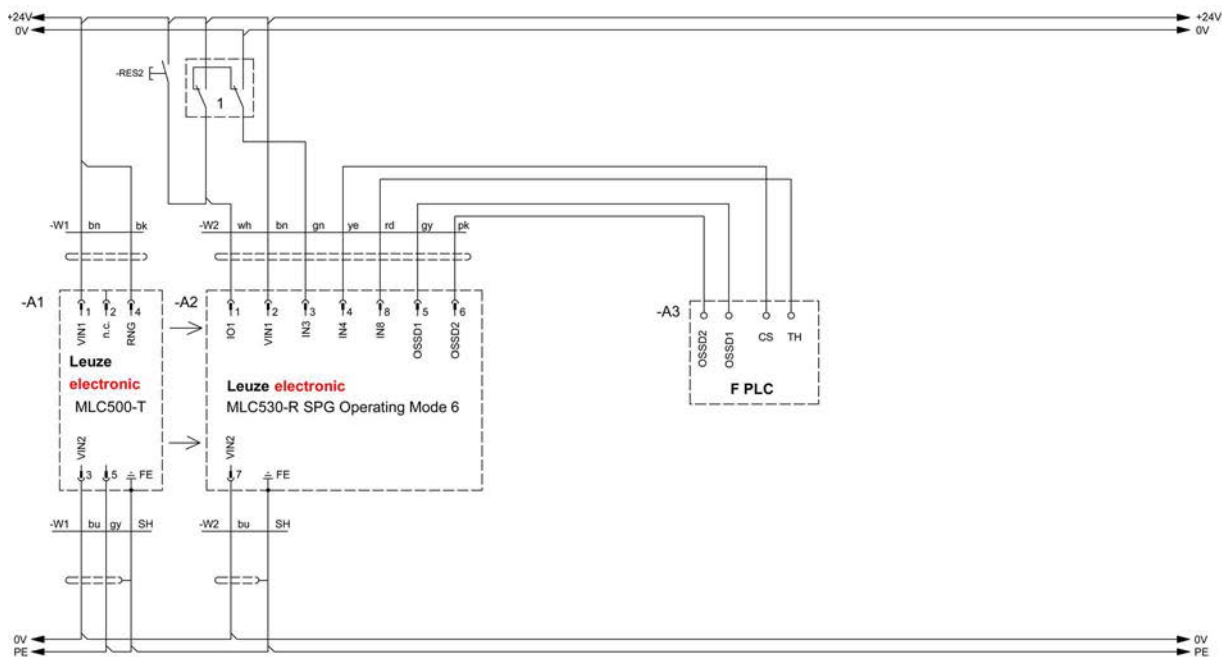 +24V
+24V
0V
0V
-RES2
1
-W1 bn bk
-W2 wh bn gn ye rd gy pk
-A1
-A2
-A3
1 2 4
VIN1 n.c. RNG
1 2 3 4 8 5 6
IO1 VIN1 IN3 IN4 IN8 OSSD1 OSSD2
OSSD2 OSSD1 CS TH
F PLC
Leuze
electronic
MLC500-T
Leuze electronic
MLC530-R SPG Operating Mode 6
VIN2
3 5 FE
VIN2
7 FE
-W1 bu gy SH
-W2 bu SH
0V
0V
PE
PE